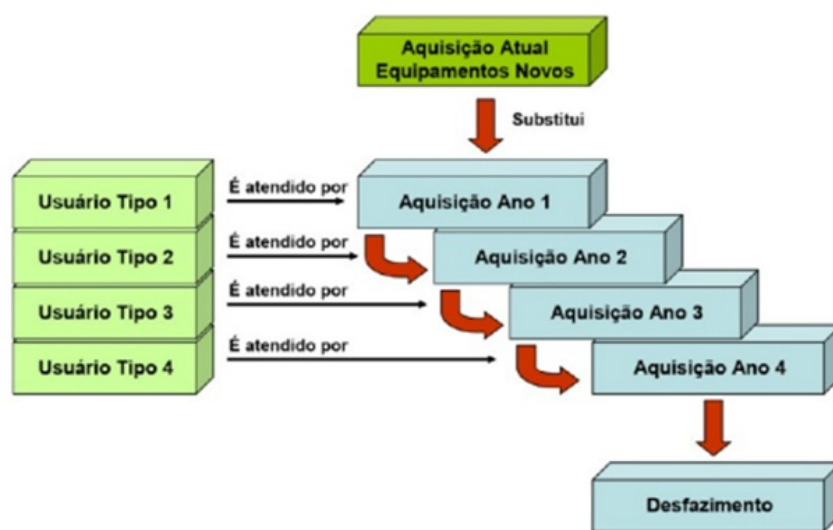 Aquisição Atual
Equipamentos Novos
Substitui
Usuário Tipo 1
É atendido por
Aquisição Ano 1
Usuário Tipo 2
É atendido por
Aquisição Ano 2
Usuário Tipo 3
É atendido por
Aquisição Ano 3
Usuário Tipo 4
É atendido por
Aquisição Ano 4
Desfazimento